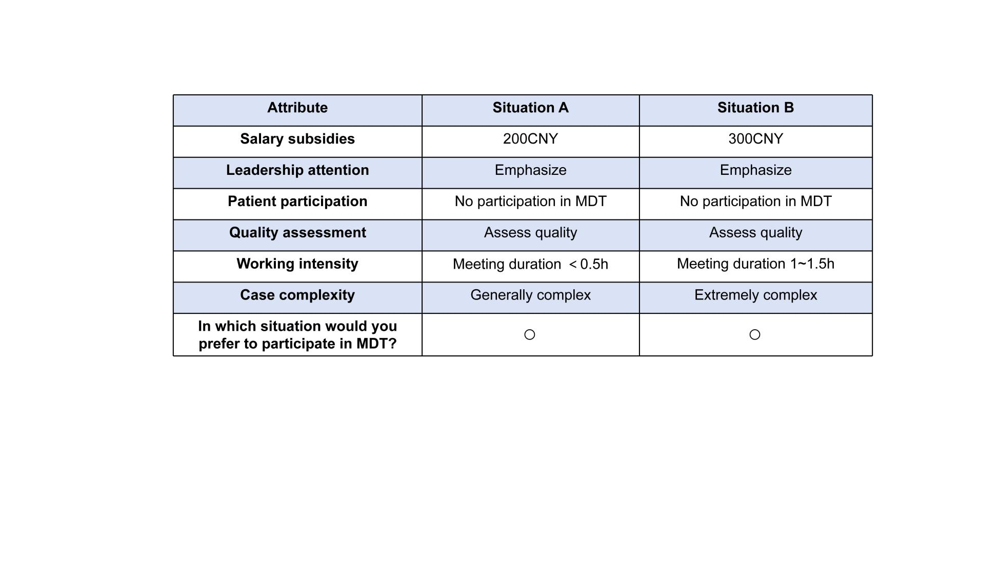 Attribute Situation A Situation B
Salary subsidies 200CNY 300CNY
Leadership attention Emphasize Emphasize
Patient participation No participation in MDT No participation in MDT
Quality assessment Assess quality Assess quality
Working intensity Meeting duration ＜0.5h Meeting duration 1~1.5h
Case complexity Generally complex Extremely complex
In which situation would you
prefer to participate in MDT? ○ ○